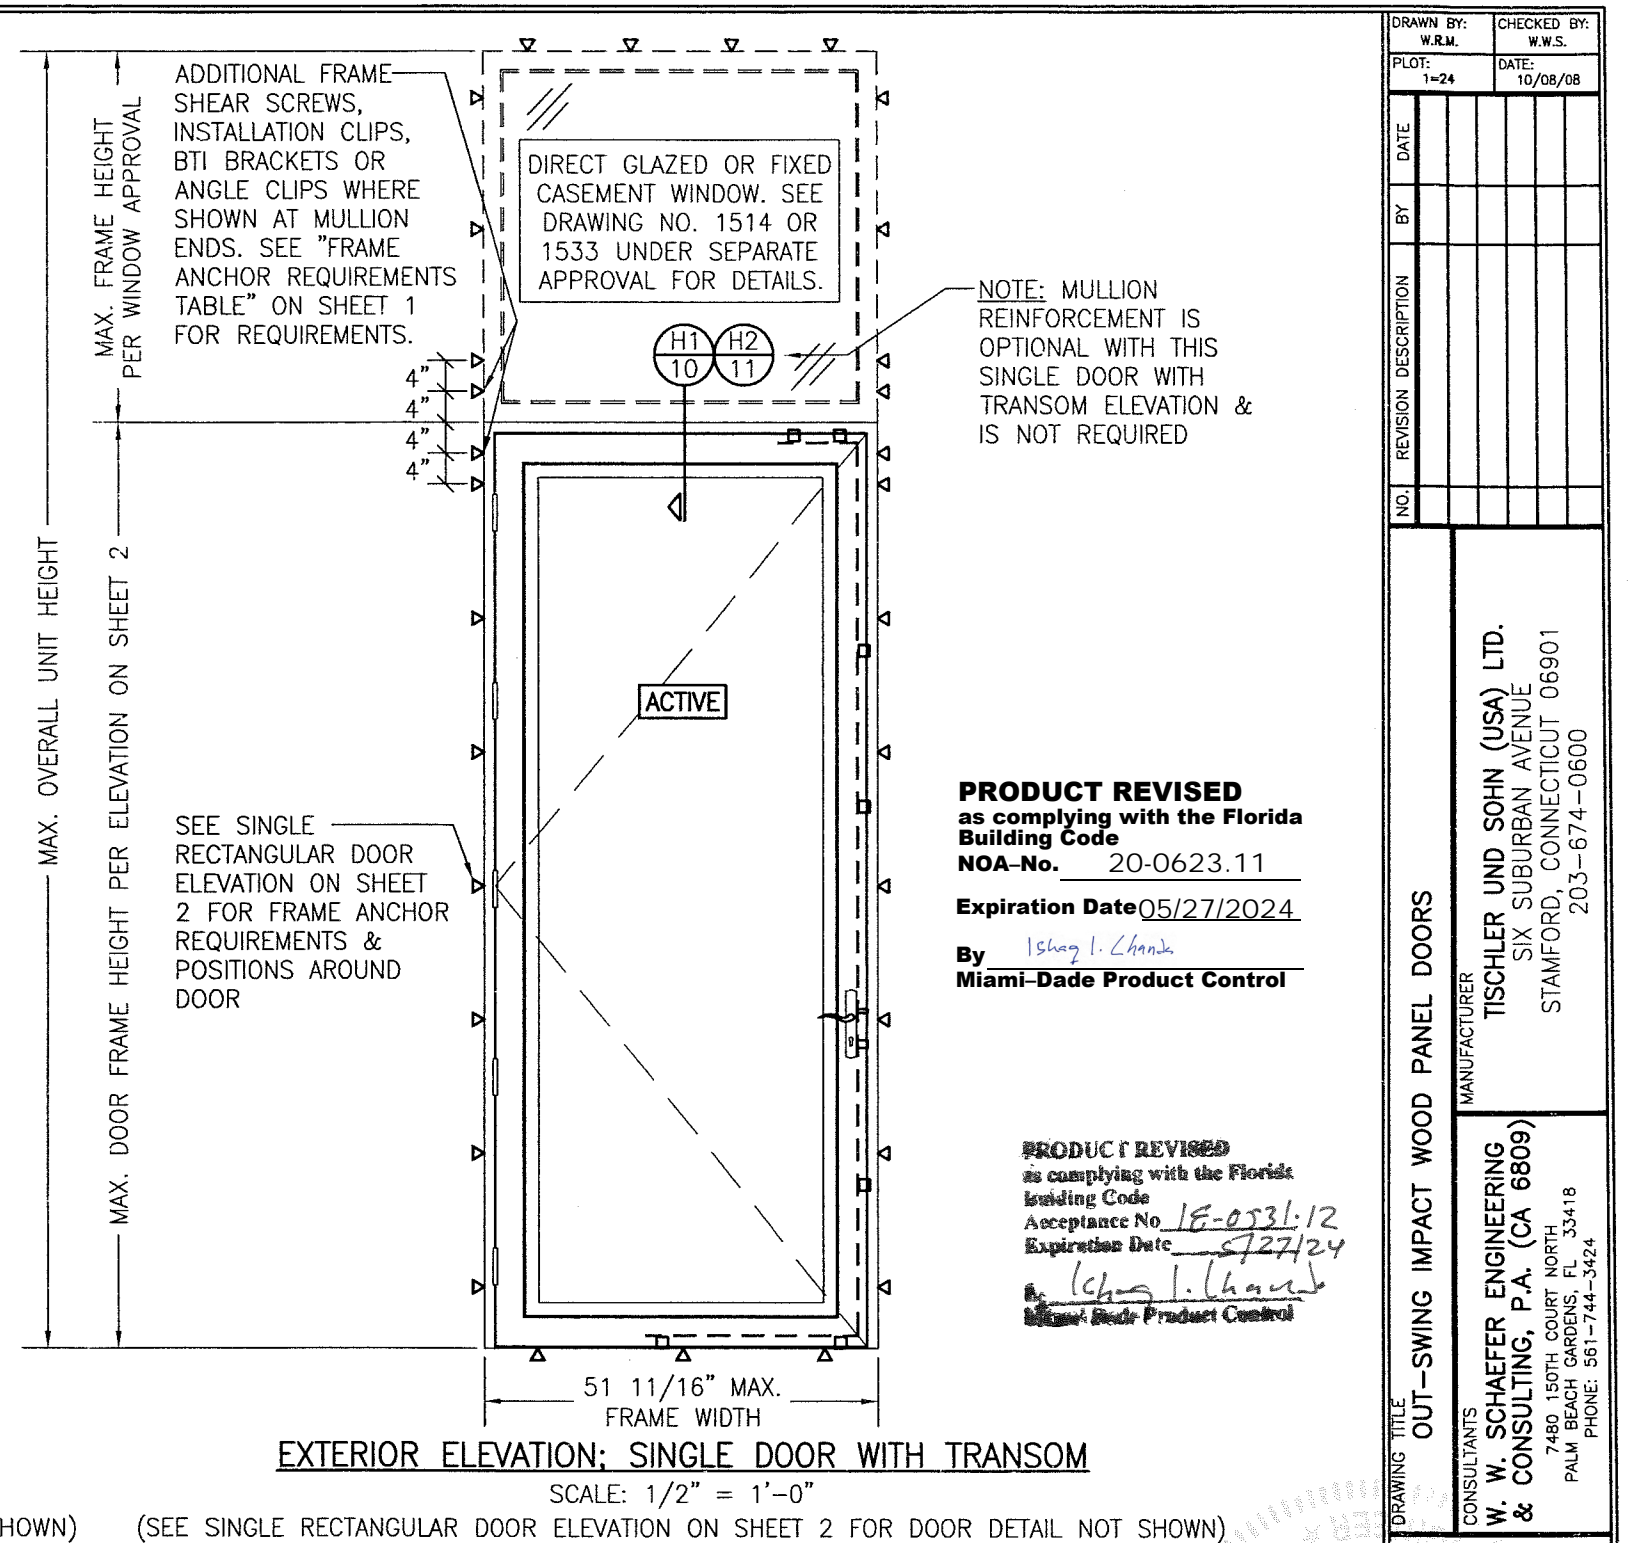 MAX. OVERALL UNIT HEIGHT
MAX. FRAME HEIGHT
PER WINDOW APPROVAL
MAX. DOOR FRAME HEIGHT PER ELEVATION ON SHEET 2
ADDITIONAL FRAME
SHEAR SCREWS,
INSTALLATION CLIPS,
BTI BRACKETS OR
ANGLE CLIPS WHERE
SHOWN AT MULLION
ENDS. SEE "FRAME
ANCHOR REQUIREMENTS
TABLE" ON SHEET 1
FOR REQUIREMENTS.
4"
4"
4"
4"
DIRECT GLAZED OR FIXED
CASEMENT WINDOW. SEE
DRAWING NO. 1514 OR
1533 UNDER SEPARATE
APPROVAL FOR DETAILS.
H1 H2
10 11
NOTE: MULLION
REINFORCEMENT IS
OPTIONAL WITH THIS
SINGLE DOOR WITH
TRANSOM ELEVATION &
IS NOT REQUIRED
ACTIVE
SEE SINGLE
RECTANGULAR DOOR
ELEVATION ON SHEET
2 FOR FRAME ANCHOR
REQUIREMENTS &
POSITIONS AROUND
DOOR
PRODUCT REVISED
as complying with the Florida
Building Code
NOA–No. 20-0623.11
Expiration Date 05/27/2024
By Ishaq I. Chanda
Miami–Dade Product Control
PRODUCT REVISED
as complying with the Florida
Building Code
Acceptance No 18-0531.12
Expiration Date 5/27/24
By Ishaq I. Chanda
Miami Dade Product Control
51 11/16" MAX.
FRAME WIDTH
EXTERIOR ELEVATION; SINGLE DOOR WITH TRANSOM
SCALE: 1/2" = 1'–0"
HOWN) (SEE SINGLE RECTANGULAR DOOR ELEVATION ON SHEET 2 FOR DOOR DETAIL NOT SHOWN)
DRAWN BY:
W.R.M.
CHECKED BY:
W.W.S.
PLOT:
1=24
DATE:
10/08/08
NO. REVISION DESCRIPTION BY DATE
DRAWING TITLE
OUT–SWING IMPACT WOOD PANEL DOORS
MANUFACTURER
TISCHLER UND SOHN (USA) LTD.
SIX SUBURBAN AVENUE
STAMFORD, CONNECTICUT 06901
203–674–0600
CONSULTANTS
W. W. SCHAEFER ENGINEERING
& CONSULTING, P.A. (CA 6809)
7480 150TH COURT NORTH
PALM BEACH GARDENS, FL 33418
PHONE: 561–744–3424